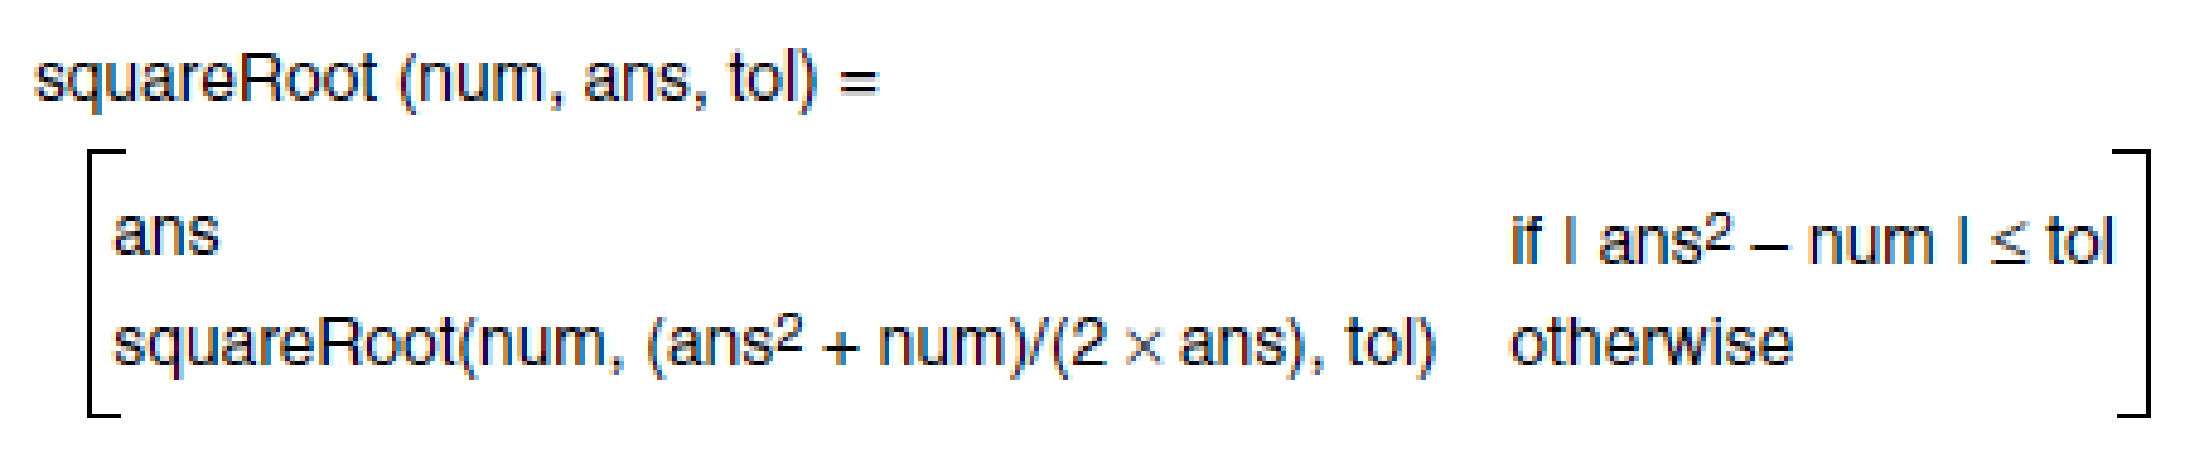 squareRoot (num, ans, tol) =
ans if | ans² – num | ≤ tol
squareRoot(num, (ans² + num)/(2 × ans), tol) otherwise